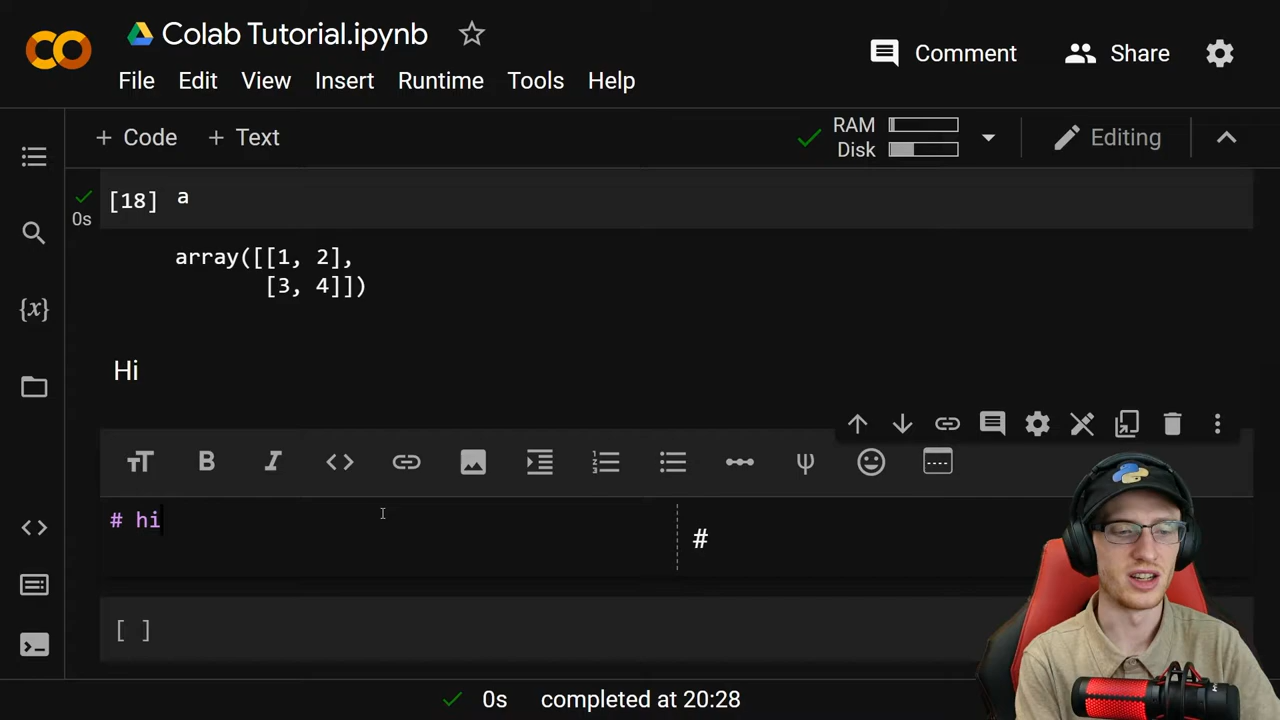 Colab Tutorial.ipynb
Comment
Share
File Edit View Insert Runtime Tools Help
+ Code + Text
RAM
Disk
Editing
[18] a
0s
array([[1, 2],
[3, 4]])
Hi
# hi
#
[ ]
0s completed at 20:28